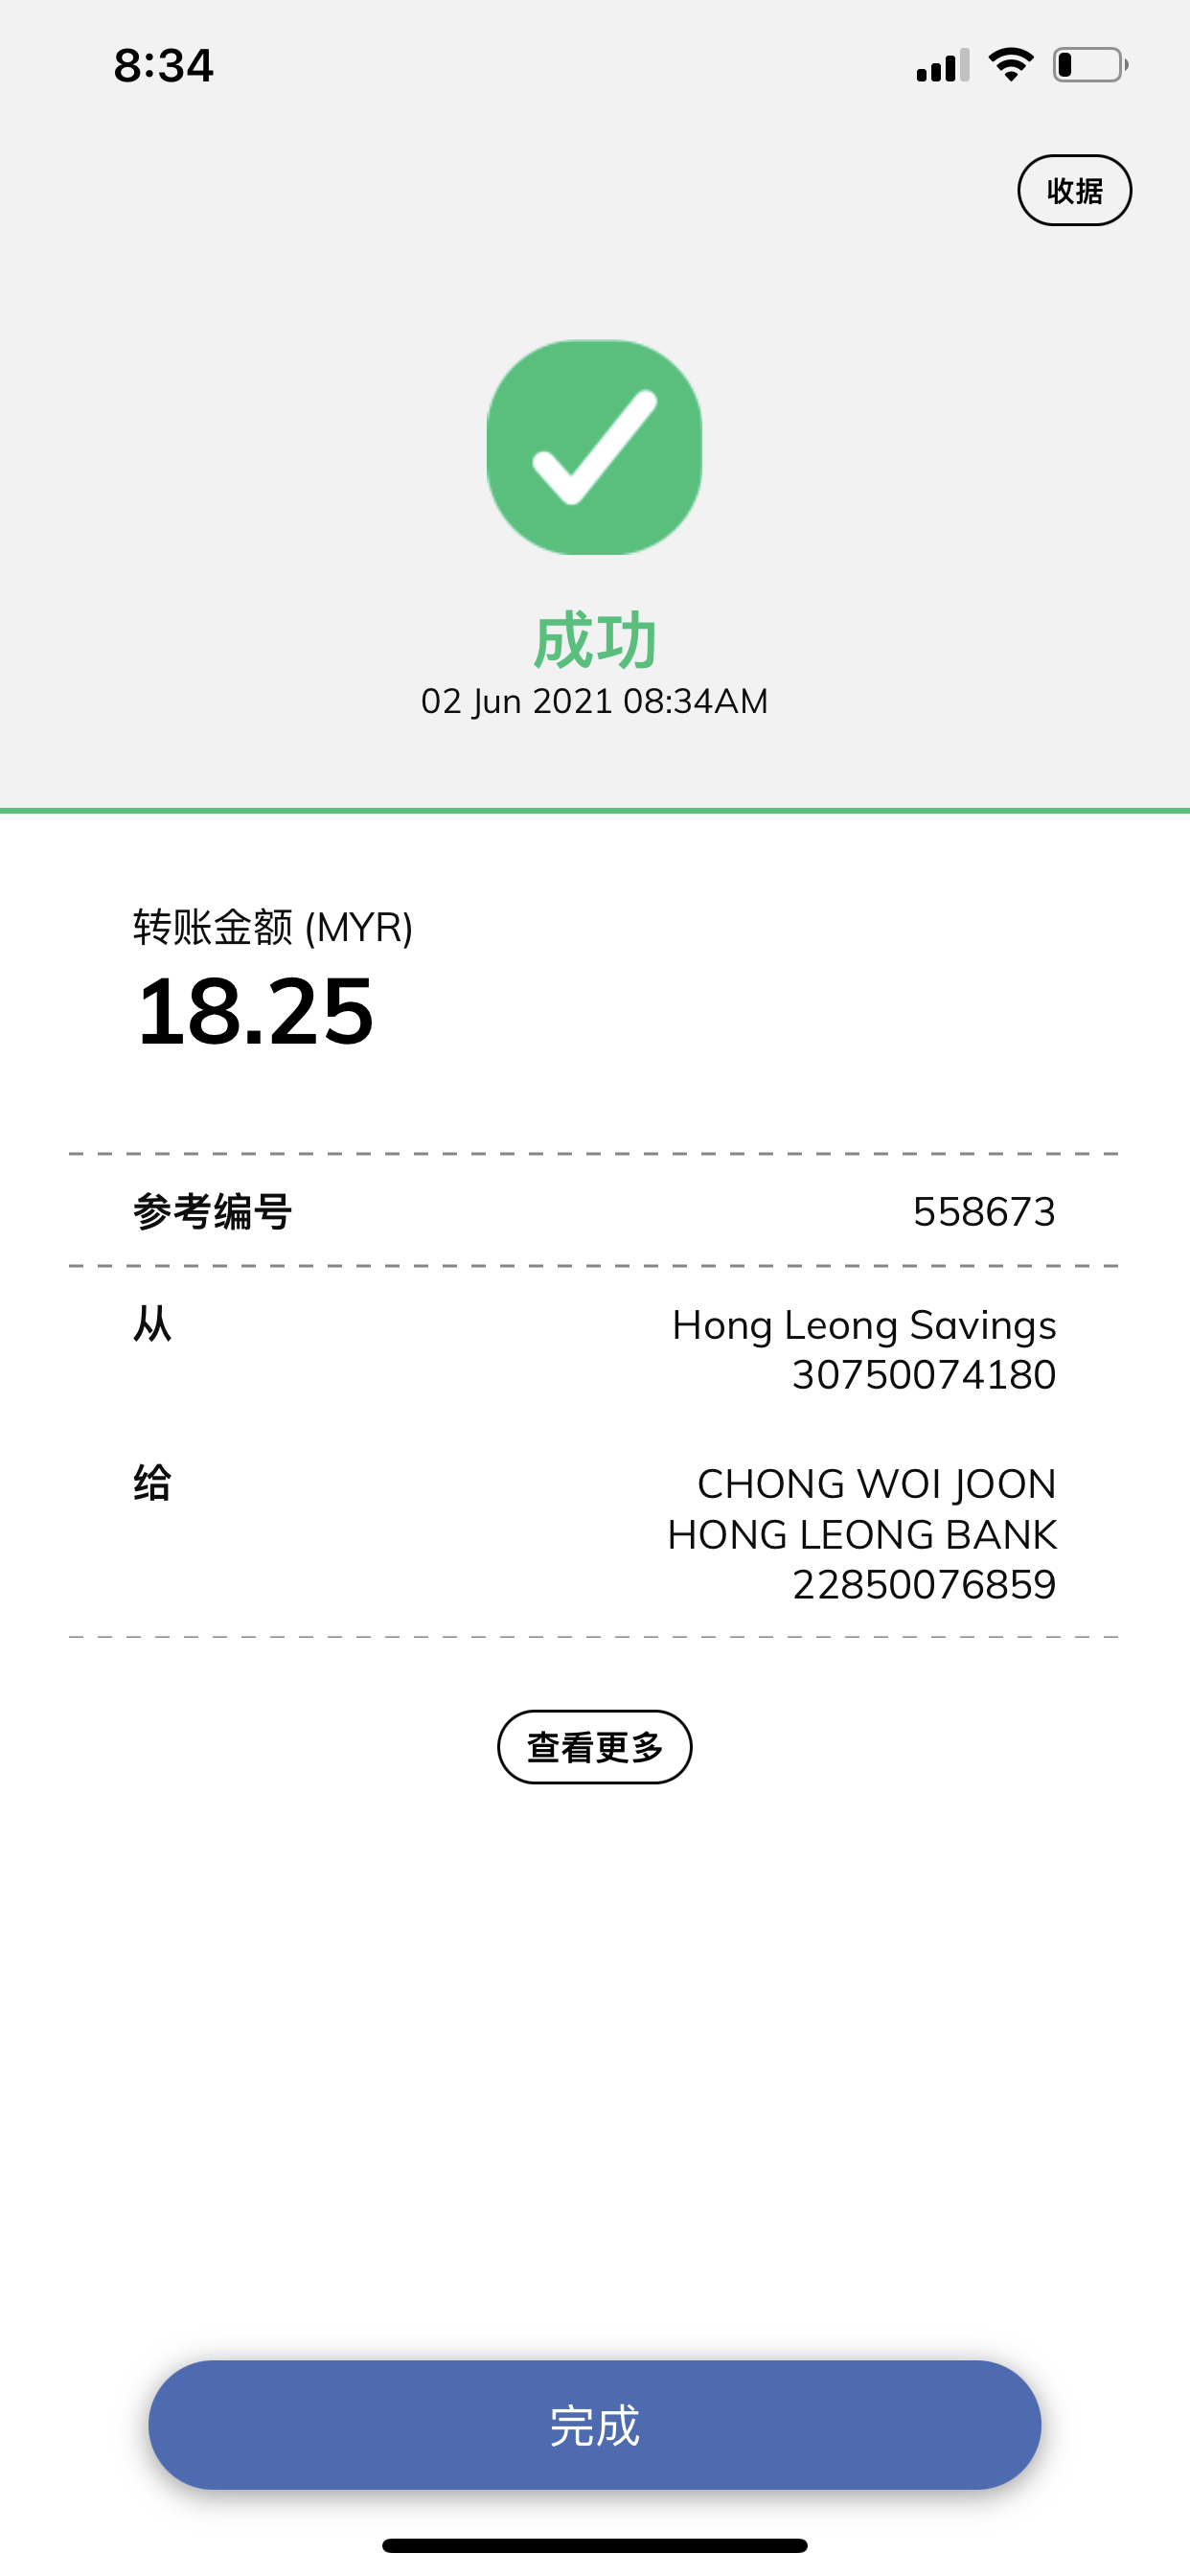 8:34
收据
成功
02 Jun 2021 08:34AM
转账金额 (MYR)
18.25
参考编号 558673
从 Hong Leong Savings
30750074180
给 CHONG WOI JOON
HONG LEONG BANK
22850076859
查看更多
完成